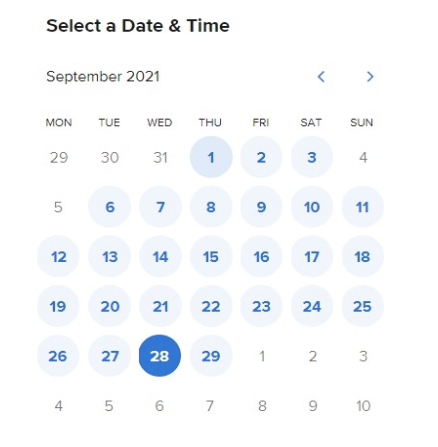 Select a Date & Time
September 2021
MON TUE WED THU FRI SAT SUN
29 30 31 1 2 3 4
5 6 7 8 9 10 11
12 13 14 15 16 17 18
19 20 21 22 23 24 25
26 27 28 29 1 2 3
4 5 6 7 8 9 10